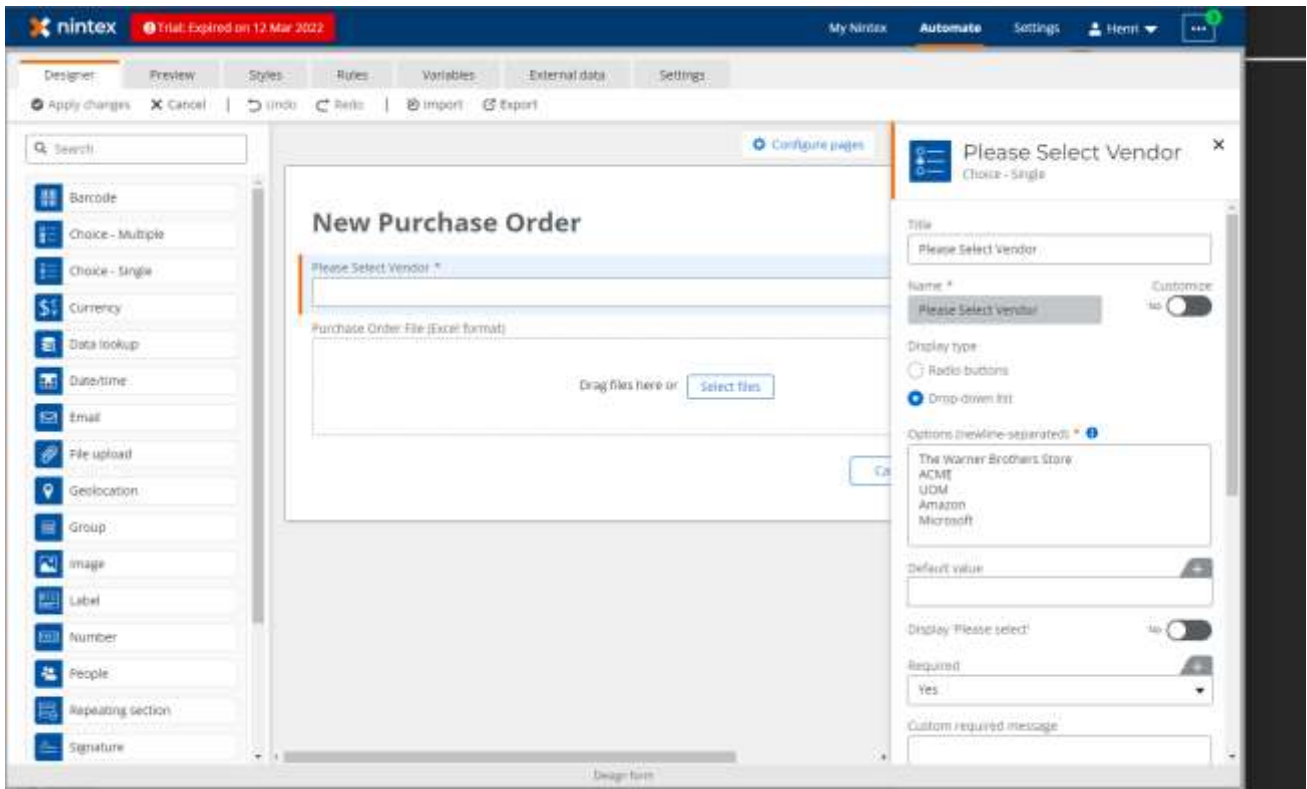 nintex
Trial: Expired on 12 Mar 2022
My Nintex
Automate
Settings
Henri
Designer
Preview
Styles
Rules
Variables
External data
Settings
Apply changes
Cancel
Undo
Redo
Import
Export
Search
Barcode
Choice - Multiple
Choice - Single
Currency
Data lookup
Date/time
Email
File upload
Geolocation
Group
Image
Label
Number
People
Repeating section
Signature
Configure pages
New Purchase Order
Please Select Vendor *
Purchase Order File (Excel format)
Drag files here or
Select files
Ca
Please Select Vendor
Choice - Single
Title
Please Select Vendor
Name *
Customize
Please Select Vendor
No
Display type
Radio buttons
Drop-down list
Options (newline-separated) *
The Warner Brothers Store
ACME
UOM
Amazon
Microsoft
Default value
Display 'Please select'
No
Required
Yes
Custom required message
Design form